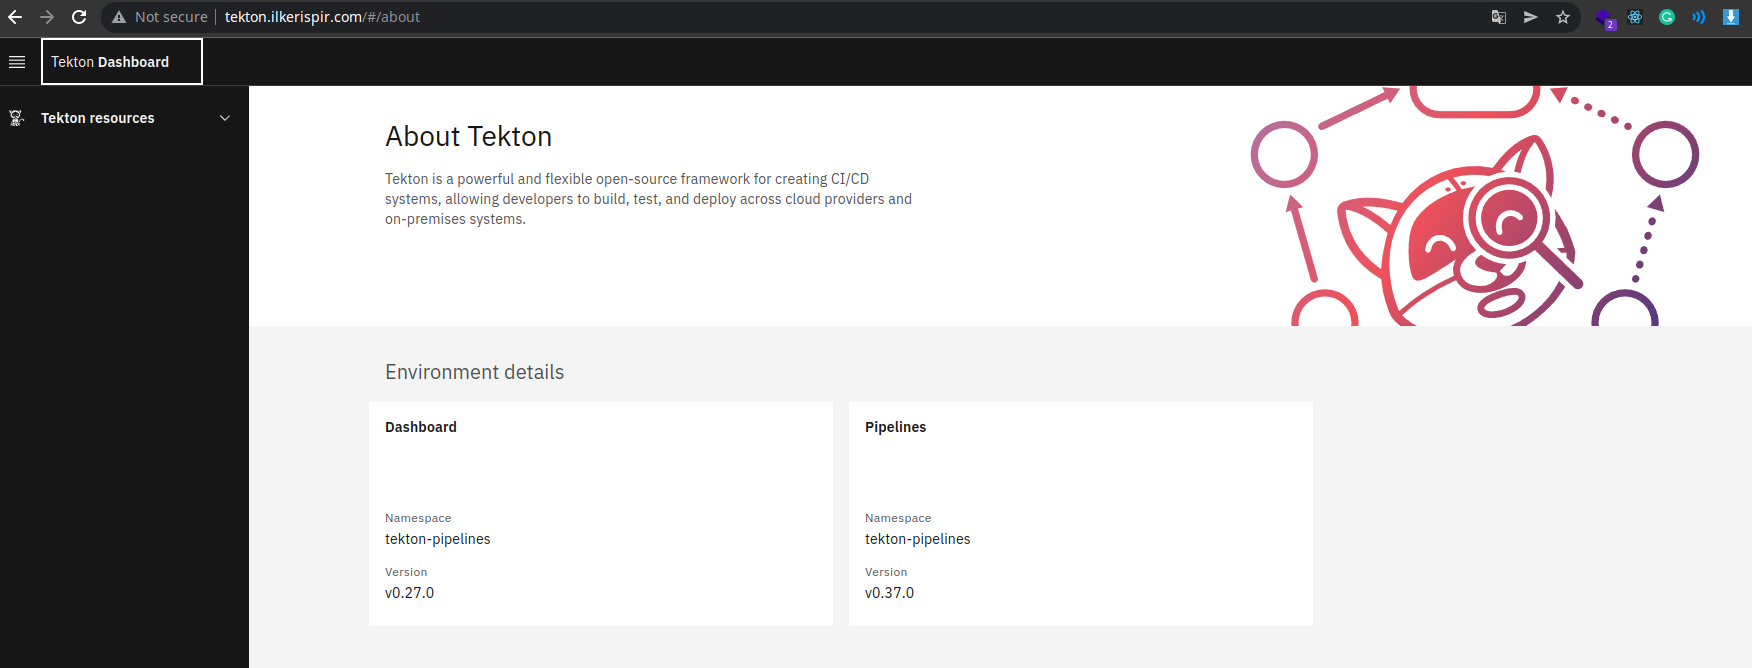 Not secure | tekton.ilkerispir.com/#/about
2
Tekton Dashboard
Tekton resources
About Tekton
Tekton is a powerful and flexible open-source framework for creating CI/CD
systems, allowing developers to build, test, and deploy across cloud providers and
on-premises systems.
Environment details
Dashboard
Namespace
tekton-pipelines
Version
v0.27.0
Pipelines
Namespace
tekton-pipelines
Version
v0.37.0